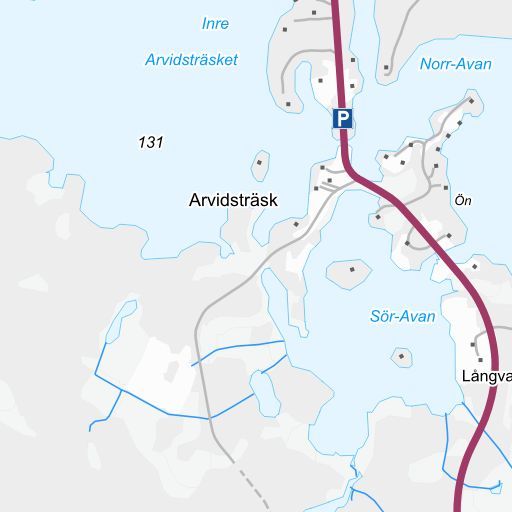 Inre
Arvidsträsket
Norr-Avan
P
131
Arvidsträsk
Ön
Sör-Avan
Långva